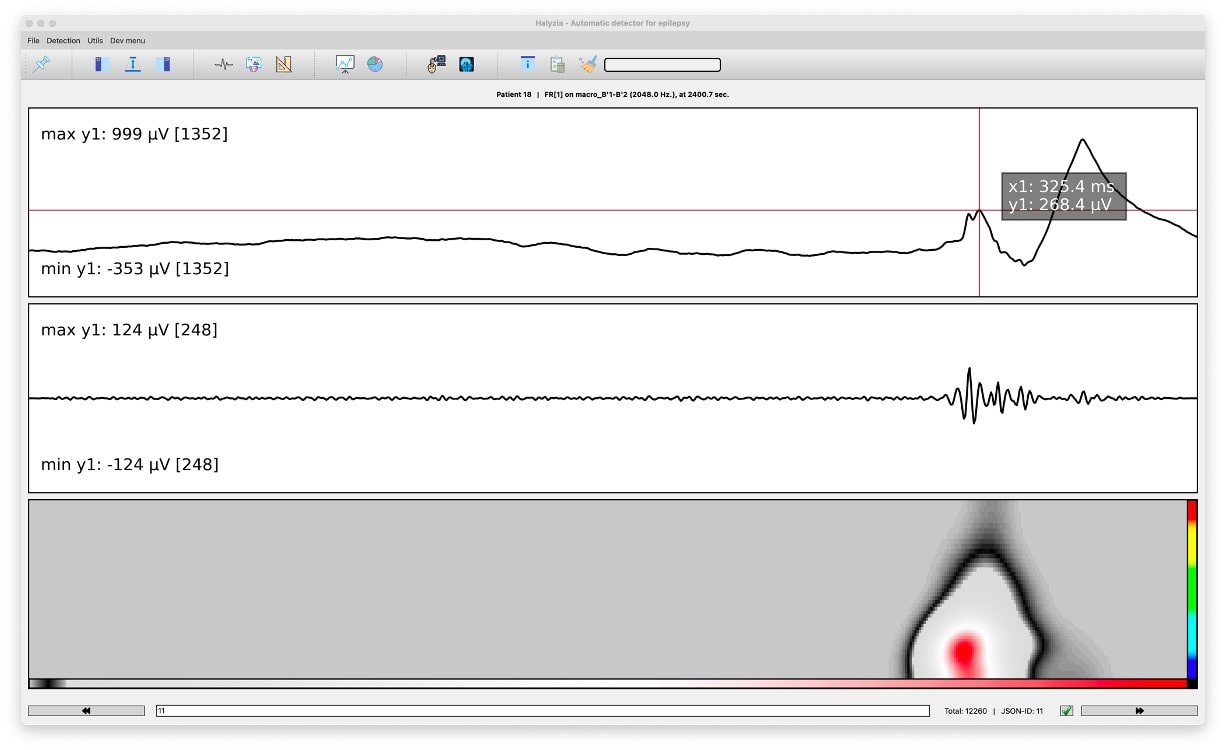 Halyzia - Automatic detector for epilepsy
File Detection Utils Dev menu
Patient 18 | FR[1] on macro_B'1-B'2 (2048.0 Hz.), at 2400.7 sec.
max y1: 999 µV [1352]
x1: 325.4 ms
y1: 268.4 µV
min y1: -353 µV [1352]
max y1: 124 µV [248]
min y1: -124 µV [248]
11 Total: 12260 | JSON-ID: 11